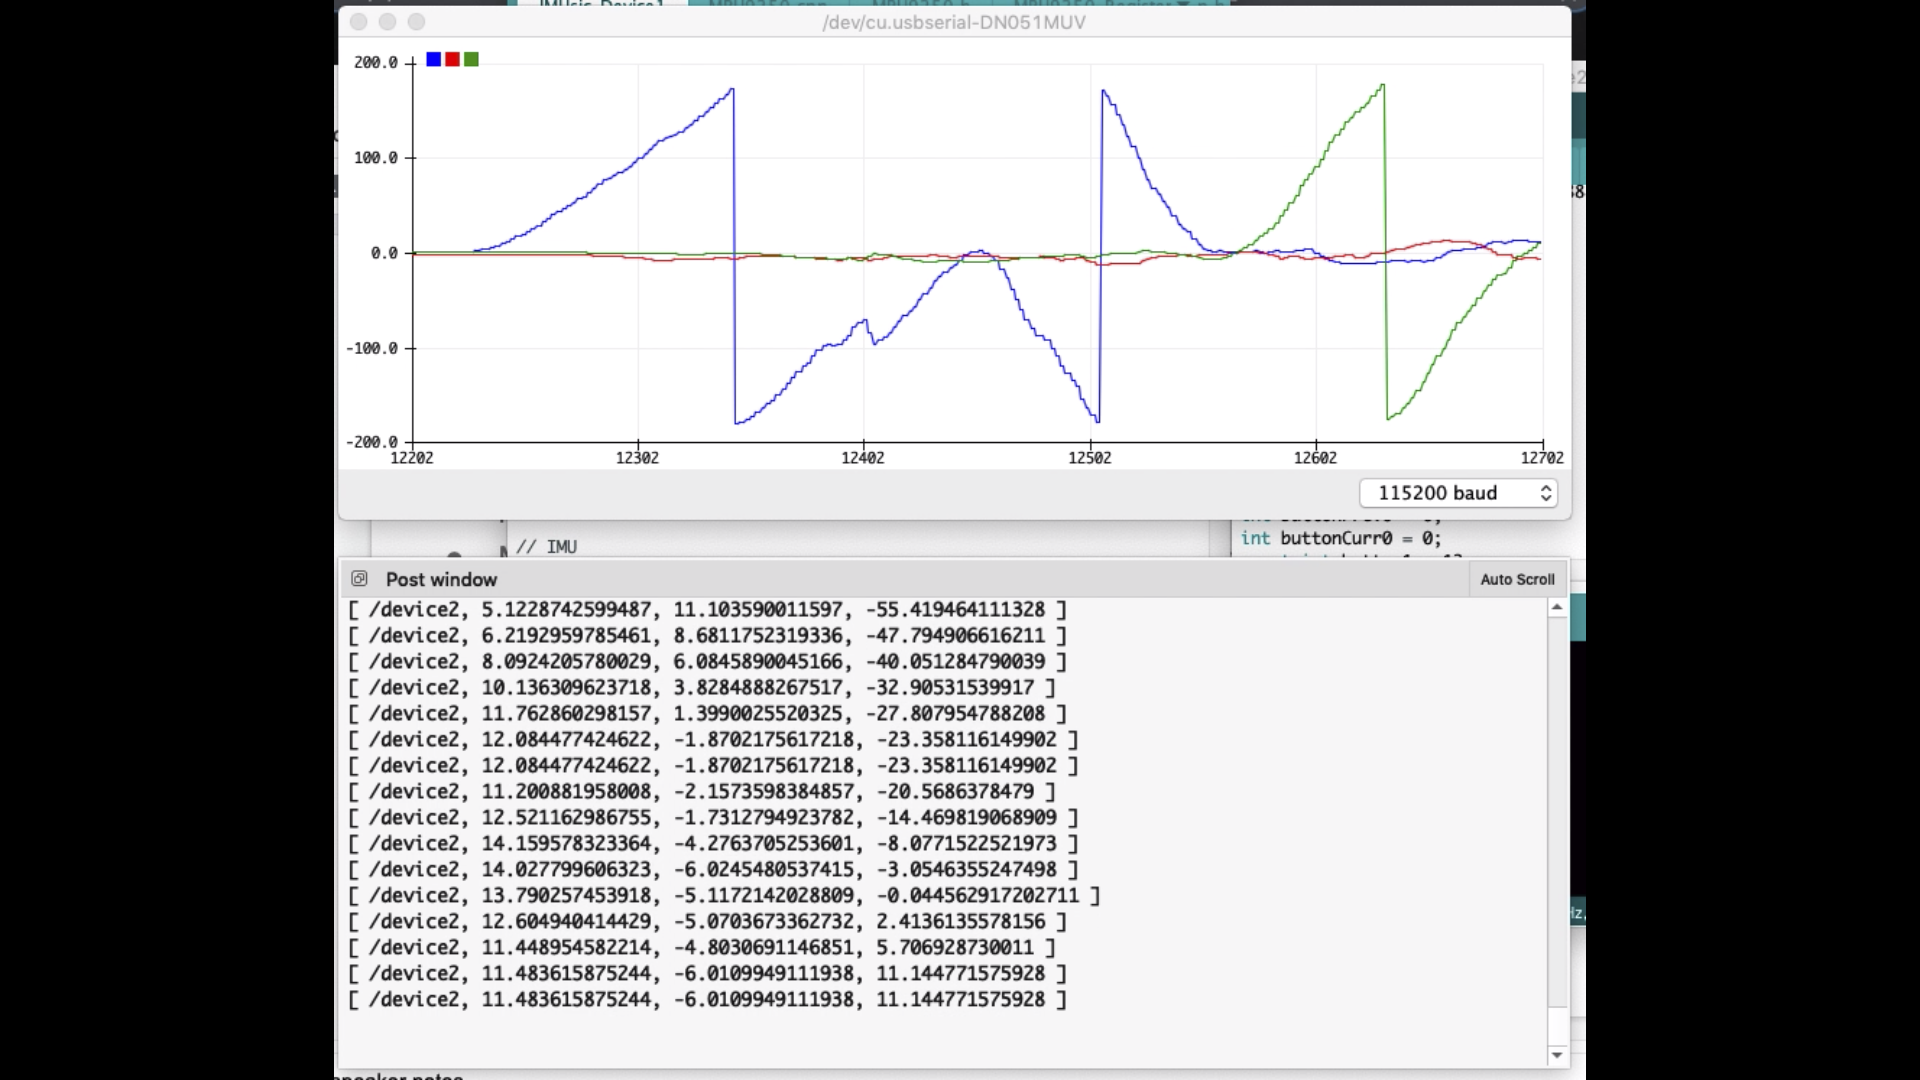 /dev/cu.usbserial-DN051MUV
200.0
100.0
0.0
-100.0
-200.0
12202 12302 12402 12502 12602 12702
115200 baud
// IMU
int buttonCurr0 = 0;
Post window
Auto Scroll
[ /device2, 5.1228742599487, 11.103590011597, -55.419464111328 ]
[ /device2, 6.2192959785461, 8.6811752319336, -47.794906616211 ]
[ /device2, 8.0924205780029, 6.0845890045166, -40.051284790039 ]
[ /device2, 10.136309623718, 3.8284888267517, -32.90531539917 ]
[ /device2, 11.762860298157, 1.3990025520325, -27.807954788208 ]
[ /device2, 12.084477424622, -1.8702175617218, -23.358116149902 ]
[ /device2, 12.084477424622, -1.8702175617218, -23.358116149902 ]
[ /device2, 11.200881958008, -2.1573598384857, -20.5686378479 ]
[ /device2, 12.521162986755, -1.7312794923782, -14.469819068909 ]
[ /device2, 14.159578323364, -4.2763705253601, -8.0771522521973 ]
[ /device2, 14.027799606323, -6.0245480537415, -3.0546355247498 ]
[ /device2, 13.790257453918, -5.1172142028809, -0.044562917202711 ]
[ /device2, 12.604940414429, -5.0703673362732, 2.4136135578156 ]
[ /device2, 11.448954582214, -4.8030691146851, 5.706928730011 ]
[ /device2, 11.483615875244, -6.0109949111938, 11.144771575928 ]
[ /device2, 11.483615875244, -6.0109949111938, 11.144771575928 ]